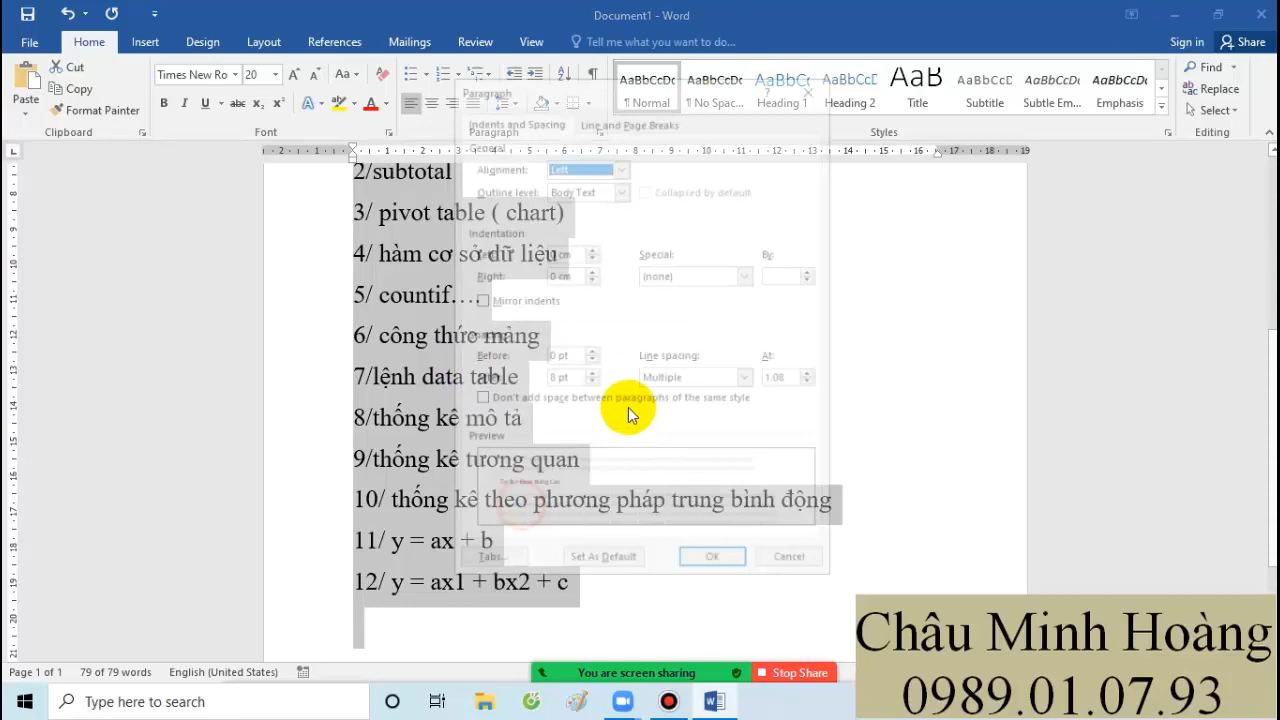 Document1 - Word
File Home Insert Design Layout References Mailings Review View Tell me what you want to do... Sign in Share
Paste Cut Copy Format Painter Clipboard
Times New Ro 28 Font
Paragraph
AaBbCcDc ¶ Normal
AaBbCcDc ¶ No Spac...
AaBbCc Heading 1
AaBbCcC Heading 2
AaB Title
AaBbCcC Subtitle
AaBbCcDc Subtle Em...
AaBbCcDc Emphasis
Styles
Find Replace Select Editing
2/subtotal
3/ pivot table ( chart)
4/ hàm cơ sở dữ liệu
5/ countif….
6/ công thức mảng
7/lệnh data table
8/thống kê mô tả
9/thống kê tương quan
10/ thống kê theo phương pháp trung bình động
11/ y = ax + b
12/ y = ax1 + bx2 + c
Paragraph
Indents and Spacing Line and Page Breaks
General
Alignment: Left
Outline level: Body Text Collapsed by default
Indentation
Special: By:
Right: 0 cm (none)
Mirror indents
Before: 0 pt Line spacing: At:
8 pt Multiple 1.08
Don't add space between paragraphs of the same style
Preview
Tabs... Set As Default OK Cancel
Châu Minh Hoàng
0989.01.07.93
Page 1 of 1 79 of 79 words English (United States)
You are screen sharing Stop Share
Type here to search